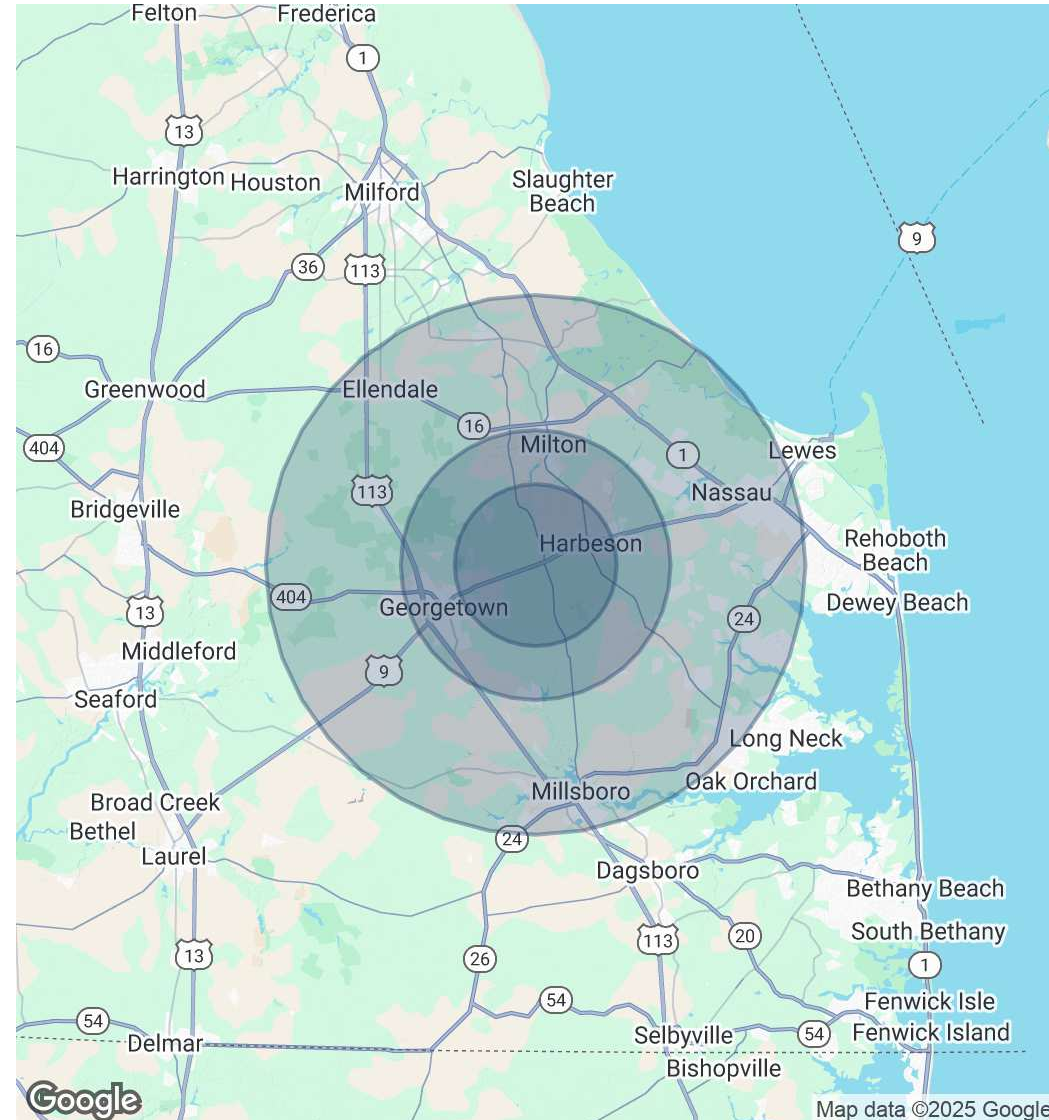 Felton
Frederica
1
13
Harrington
Houston
Milford
Slaughter
Beach
9
36
113
16
Greenwood
Ellendale
16
404
Milton
1
Lewes
113
Nassau
Bridgeville
Harbeson
Rehoboth
Beach
404
Georgetown
Dewey Beach
13
24
Middleford
9
Seaford
Long Neck
Oak Orchard
Millsboro
Broad Creek
Bethel
24
Laurel
Dagsboro
Bethany Beach
South Bethany
113
20
13
26
1
54
Fenwick Isle
54
Selbyville
54
Fenwick Island
Delmar
Bishopville
Google
Map data ©2025 Google